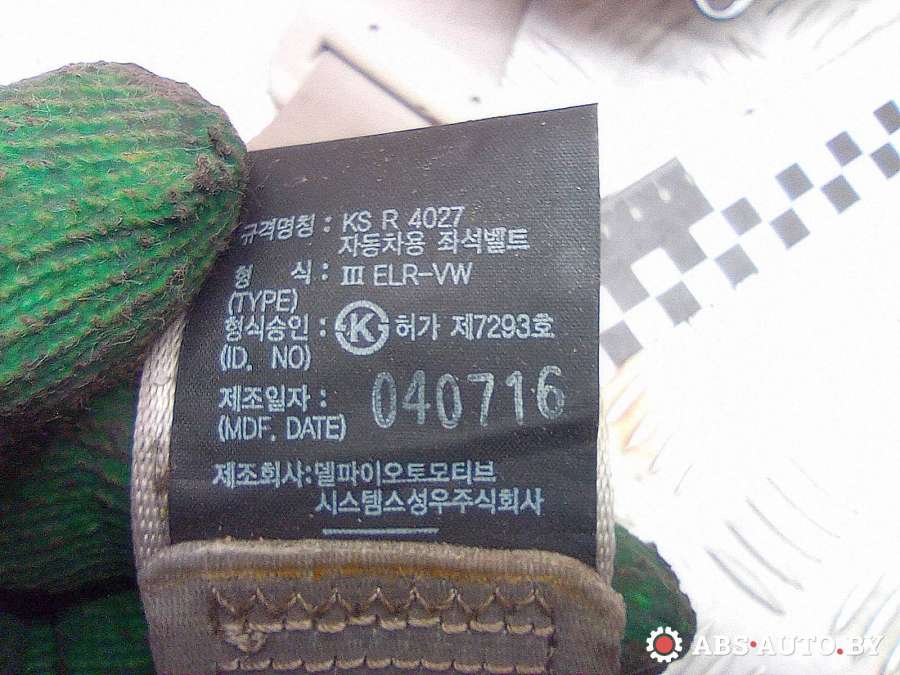 규격명칭 : KS R 4027
자동차용 좌석벨트
형 식 : Ⅲ ELR-VW
(TYPE)
형식승인 : K 허가 제7293호
(ID. NO)
제조일자 : 040716
(MDF. DATE)
제조회사:델파이오토모티브
시스템스성우주식회사
ABS-AUTO.BY